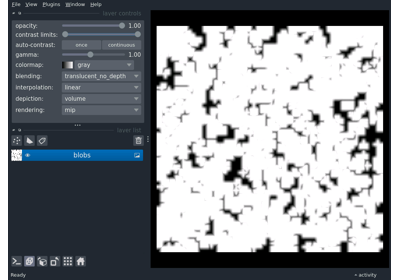 File View Plugins Window Help
layer controls
opacity: 1.00
contrast limits:
auto-contrast: once continuous
gamma: 1.00
colormap: gray
blending: translucent_no_depth
interpolation: linear
depiction: volume
rendering: mip
layer list
blobs
Ready
activity